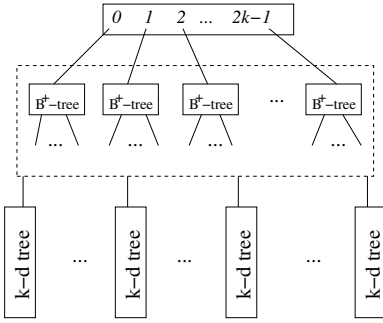 0 1 2 ... 2k−1
B⁺−tree B⁺−tree B⁺−tree ... B⁺−tree
... ... ... ...
k−d tree ... k−d tree ... k−d tree ... k−d tree